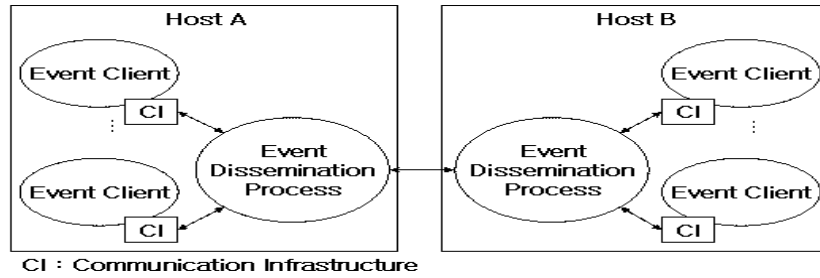 Host A
Host B
Event Client
CI
Event Client
CI
Event
Dissemination
Process
Event
Dissemination
Process
Event Client
CI
Event Client
CI
CI : Communication Infrastructure